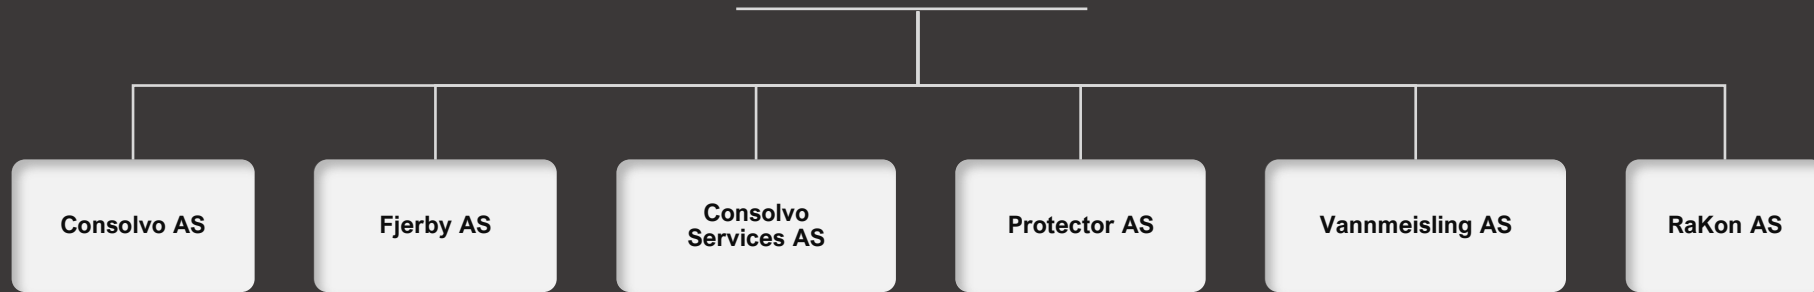 Consolvo AS
Fjerby AS
Consolvo
Services AS
Protector AS
Vannmeisling AS
RaKon AS